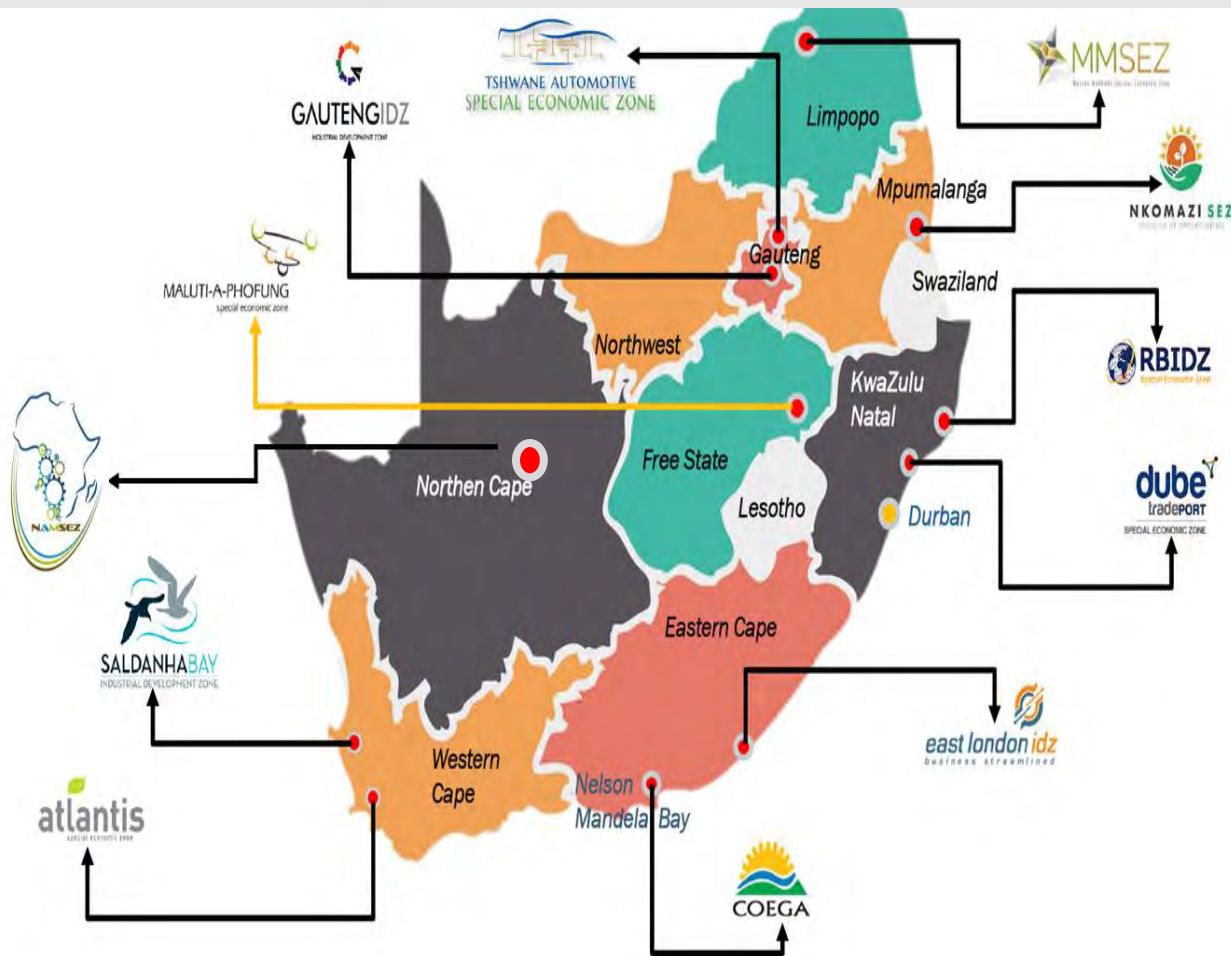 TSHWANE AUTOMOTIVE
SPECIAL ECONOMIC ZONE
GAUTENGIDZ
INDUSTRIAL DEVELOPMENT ZONE
MMSEZ
Limpopo
Mpumalanga
NKOMAZI SEZ
Gauteng
Swaziland
MALUTI-A-PHOFUNG
special economic zone
Northwest
RBIDZ
Special Economic Zone
KwaZulu
Natal
Free State
Northen Cape
Lesotho
Durban
dube
tradePORT
SPECIAL ECONOMIC ZONE
NAMSEZ
SALDANHABAY
INDUSTRIAL DEVELOPMENT ZONE
Eastern Cape
east london idz
business streamlined
Western
Cape
Nelson
Mandela Bay
atlantis
special economic zone
COEGA